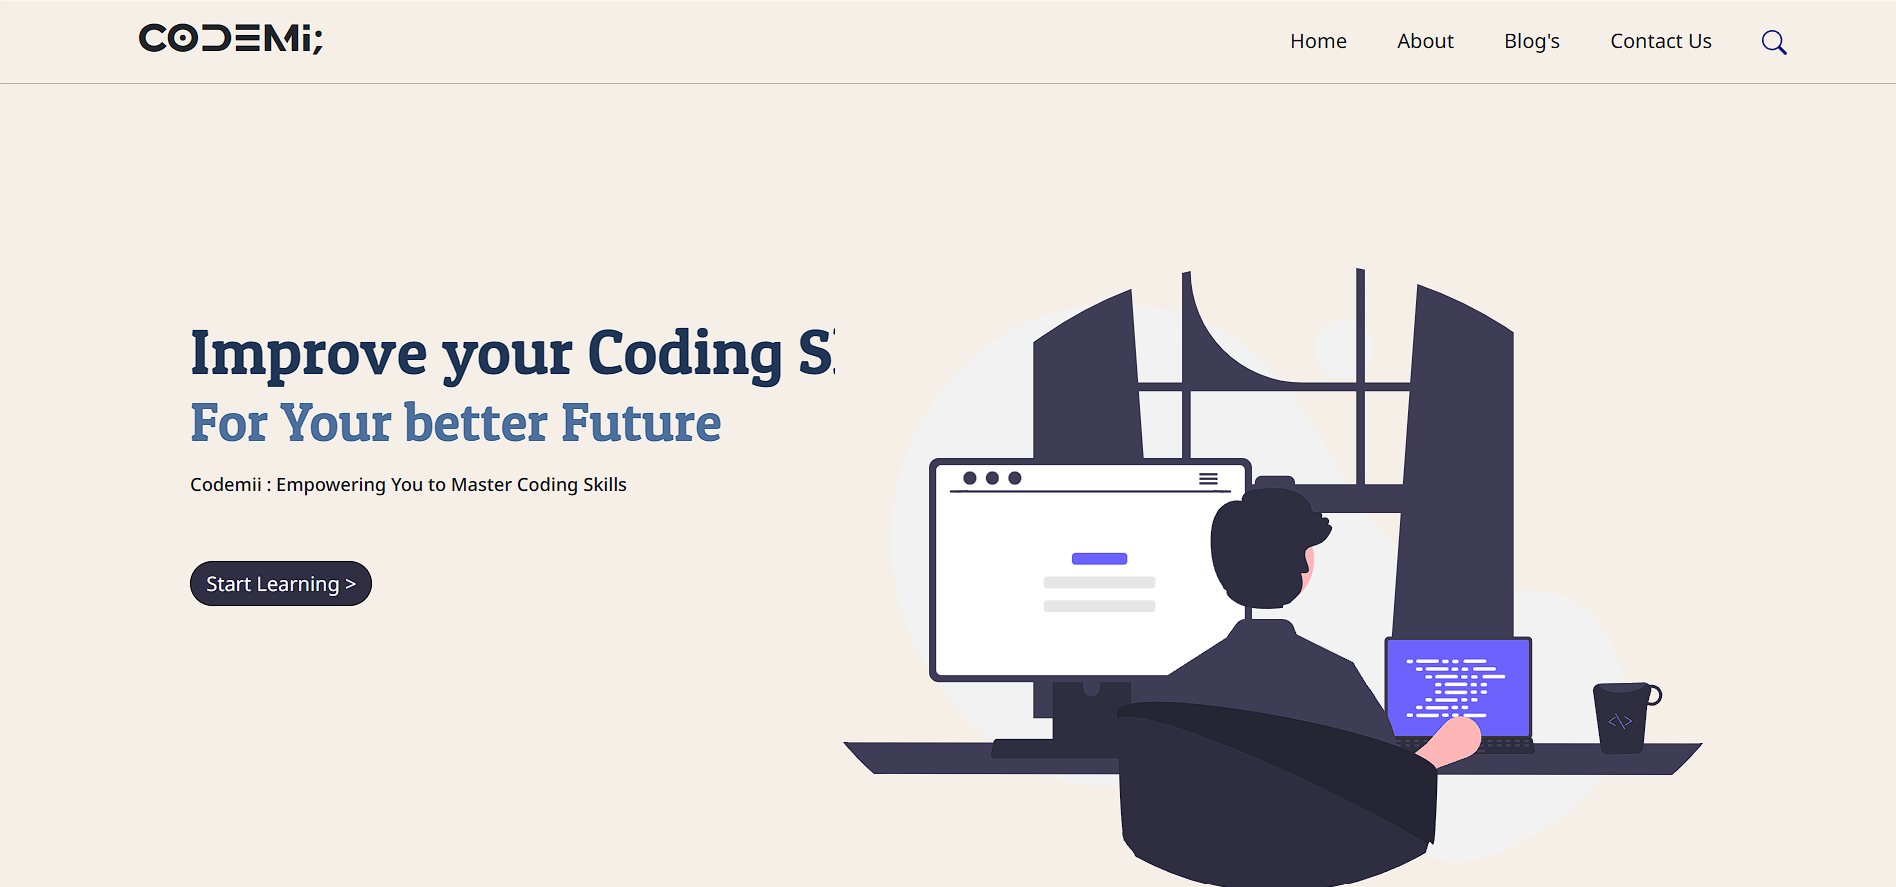 CODEMi;
Home About Blog's Contact Us
Improve your Coding
For Your better Future
Codemii : Empowering You to Master Coding Skills
Start Learning >